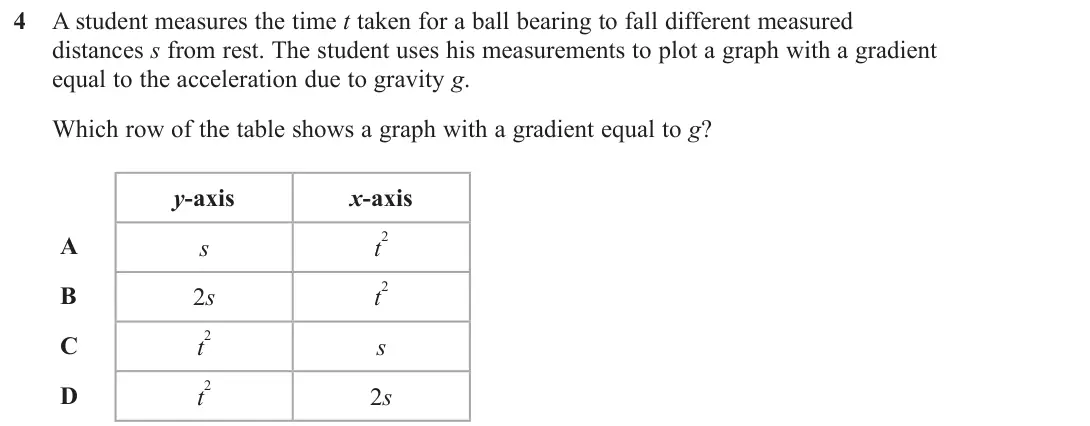 4 A student measures the time t taken for a ball bearing to fall different measured
distances s from rest. The student uses his measurements to plot a graph with a gradient
equal to the acceleration due to gravity g.
Which row of the table shows a graph with a gradient equal to g?
y-axis x-axis
A s t²
B 2s t²
C t² s
D t² 2s